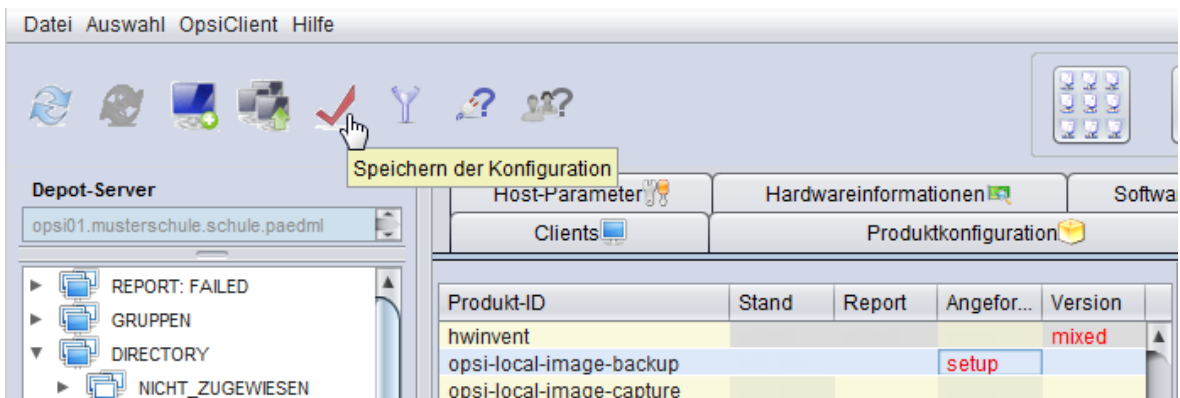 Datei Auswahl OpsiClient Hilfe
Speichern der Konfiguration
Depot-Server
opsi01.musterschule.schule.paedml
Host-Parameter Hardwareinformationen Softwa
Clients Produktkonfiguration
REPORT: FAILED
GRUPPEN
DIRECTORY
NICHT_ZUGEWIESEN
Produkt-ID Stand Report Angefor... Version
hwinvent mixed
opsi-local-image-backup setup
opsi-local-image-capture